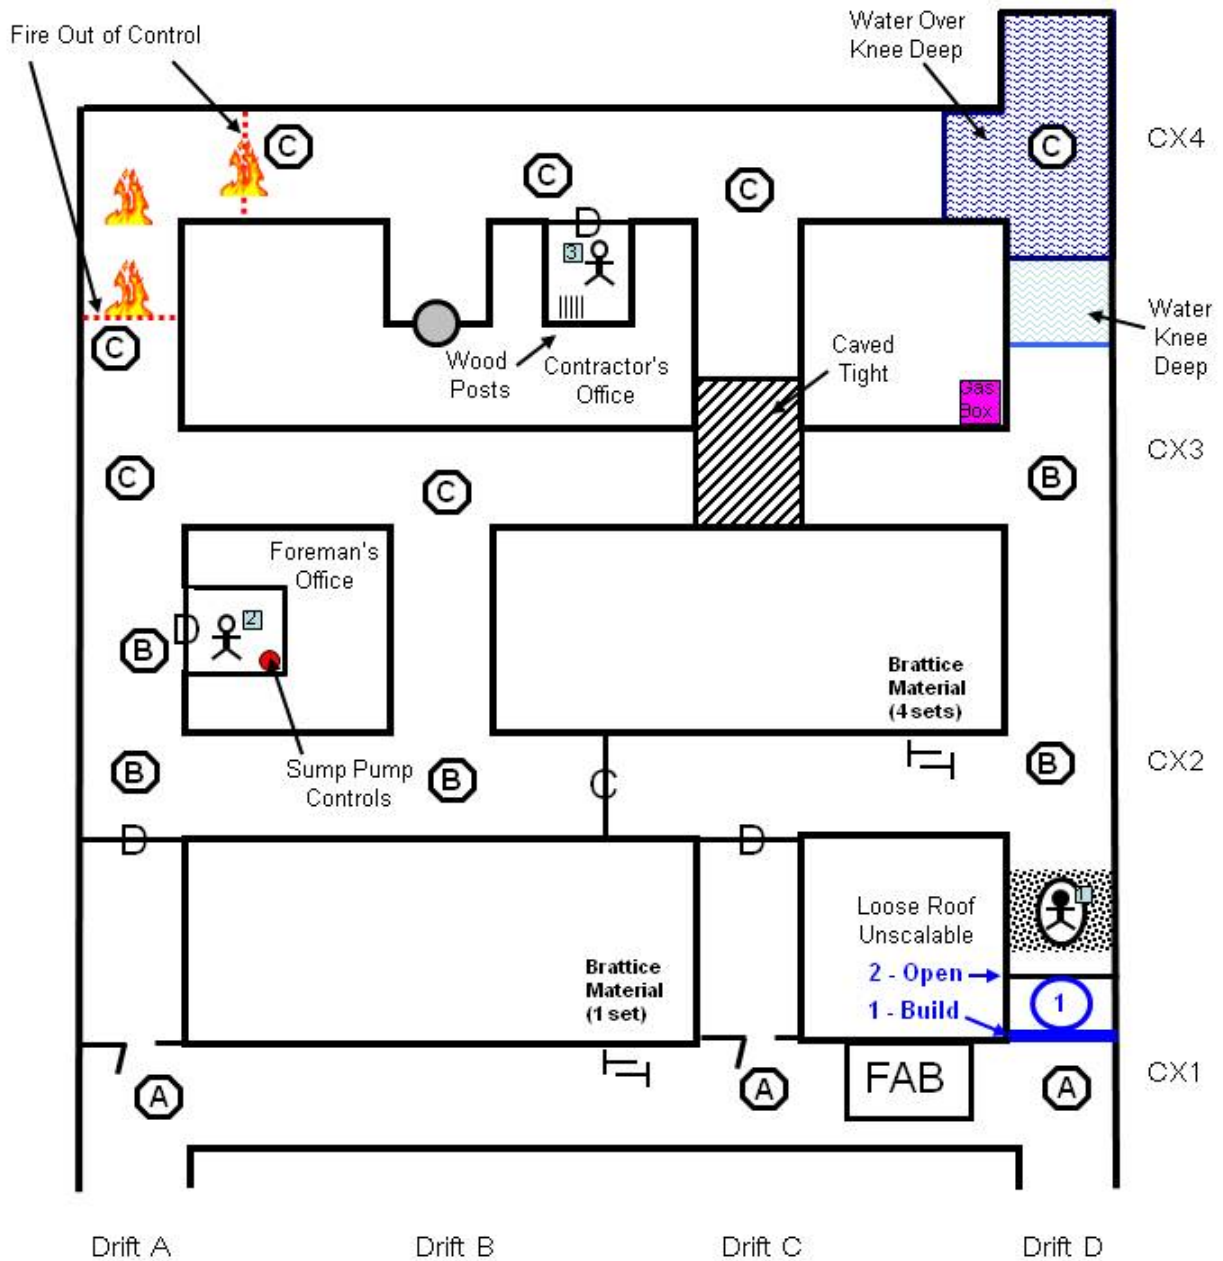 Fire Out of Control
Water Over
Knee Deep
C
C
C
C
C
CX4
D
3
Wood
Posts
Contractor's
Office
Caved
Tight
Water
Knee
Deep
Gas
Box
C
C
B
CX3
Foreman's
Office
D
2
B
Brattice
Material
(4 sets)
B
Sump Pump
Controls
B
C
B
CX2
D
D
1
Loose Roof
Unscalable
2 - Open
1 - Build
1
Brattice
Material
(1 set)
A
A
FAB
A
CX1
Drift A
Drift B
Drift C
Drift D